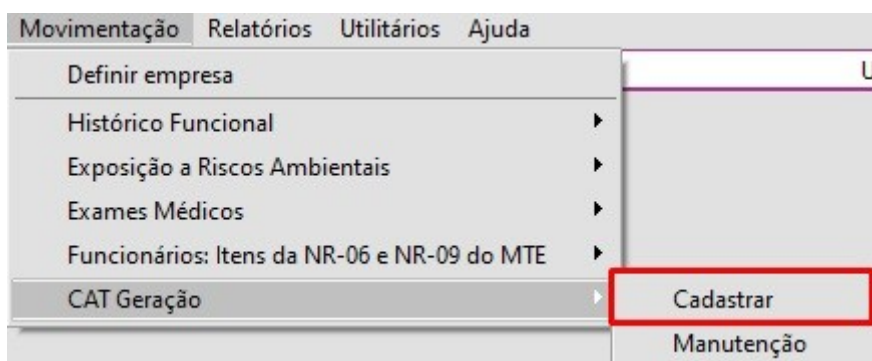 Movimentação Relatórios Utilitários Ajuda
Definir empresa
Histórico Funcional
Exposição a Riscos Ambientais
Exames Médicos
Funcionários: Itens da NR-06 e NR-09 do MTE
CAT Geração
Cadastrar
Manutenção